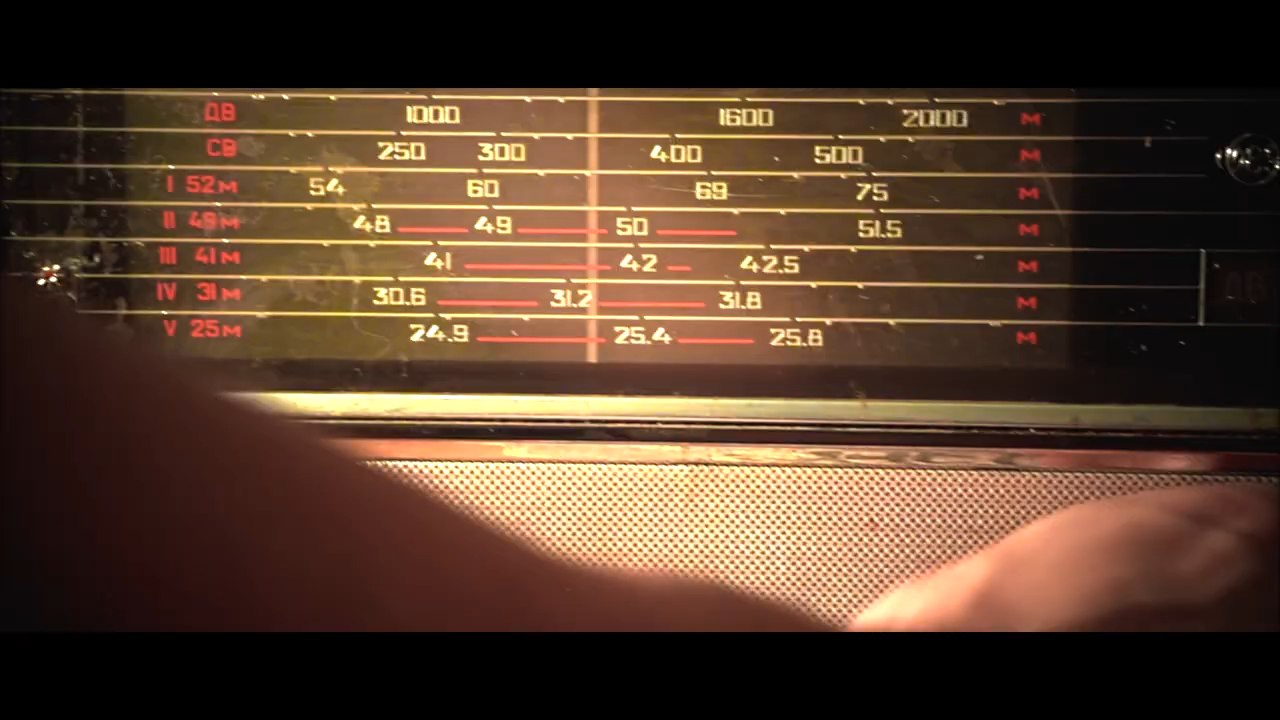 ДВ 1000 1600 2000 М
СВ 250 300 400 500 М
I 52М 54 60 69 75 М
II 49М 48 49 50 51.5 М
III 41М 41 42 42.5 М
IV 31М 30.6 31.2 31.8 М
V 25М 24.9 25.4 25.8 М
ДВ